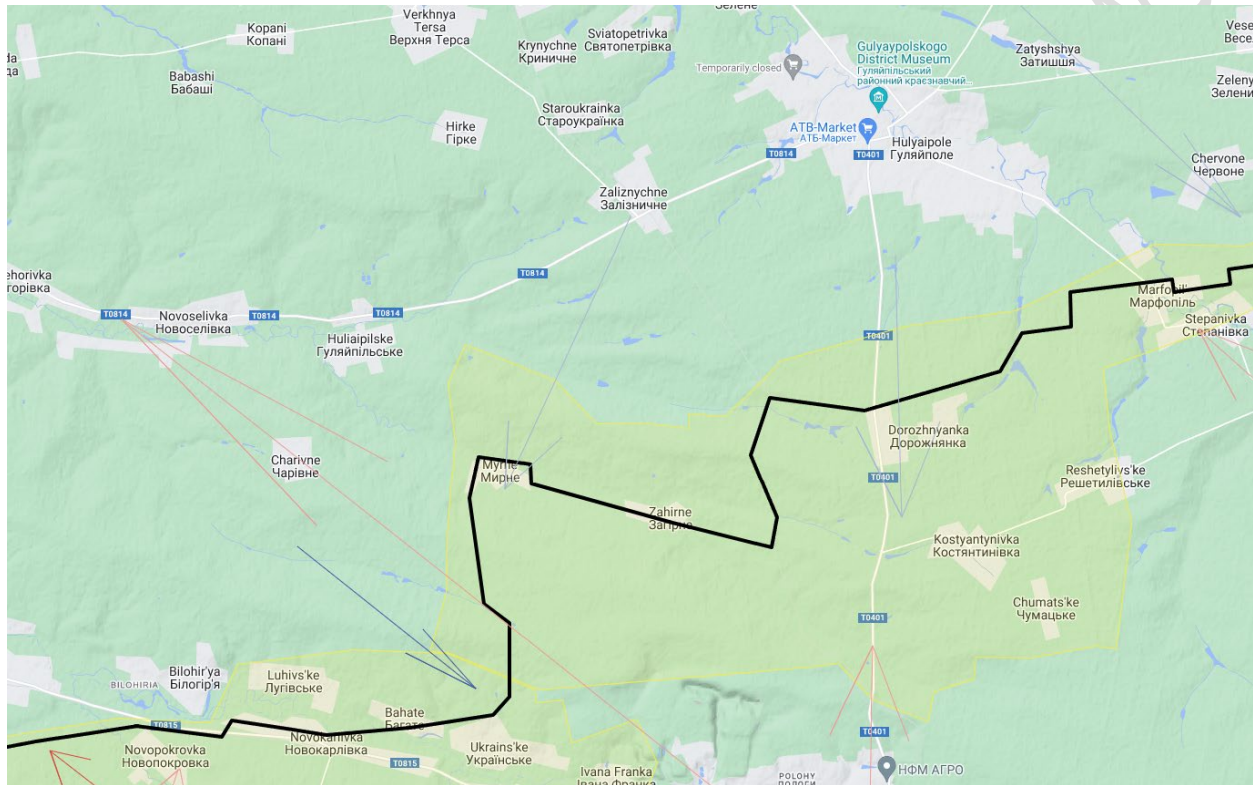 Зелене
Verkhnya
Tersa
Верхня Терса
Kopani
Копані
Sviatopetrivka
Святопетрівка
Krynychne
Криничне
Gulyaypolskogo
District Museum
Гуляйпільський
районний краєзнавчий...
Zatyshshya
Затишшя
Temporarily closed
Babashi
Бабаші
Staroukrainka
Староукраїнка
Hirke
Гірке
ATB-Market
АТБ-Маркет
T0401
T0814
Hulyaipole
Гуляйполе
Chervone
Червоне
Zaliznychne
Залізничне
T0814
T0814
T0814
T0814
Novoselivka
Новоселівка
Huliaipilske
Гуляйпільське
T0401
Марфопіль
Stepanivka
Степанівка
Charivne
Чарівне
Myrne
Мирне
Dorozhnyanka
Дорожнянка
T0401
Reshetylivs'ke
Решетилівське
Zahirne
Загірне
Kostyantynivka
Костянтинівка
Chumats'ke
Чумацьке
T0401
Bilohir'ya
Білогір'я
BILOHIRIA
Luhivs'ke
Лугівське
Bahate
Багате
T0815
Novokarlivka
Новокарлівка
Novopokrovka
Новопокровка
T0815
Ukrains'ke
Українське
T0401
Ivana Franka
Івана Франка
POLOHY
ПОЛОГИ
НФМ АГРО